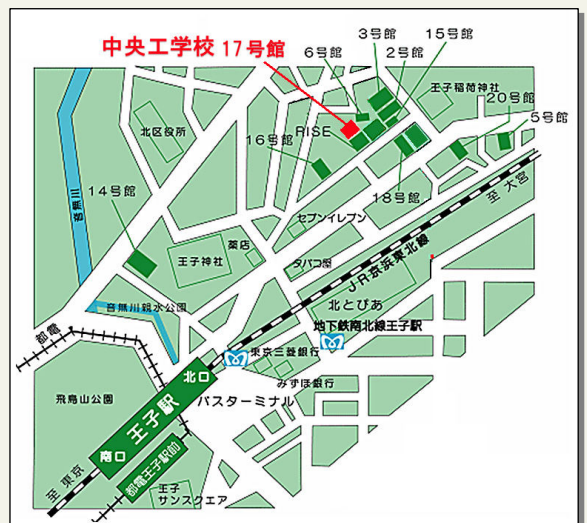 中央工学校 17号館
3号館
15号館
6号館
2号館
王子稲荷神社
20号館
5号館
北区役所
RISE
16号館
18号館
14号館
音無川
セブンイレブン
至大宮
王子神社
薬店
タバコ屋
JR京浜東北線
音無川親水公園
北とぴあ
都電
地下鉄南北線王子駅
東京三菱銀行
北口
みずほ銀行
飛鳥山公園
王子駅
バスターミナル
南口
都電王子駅前
至東京
王子
サンスクエア